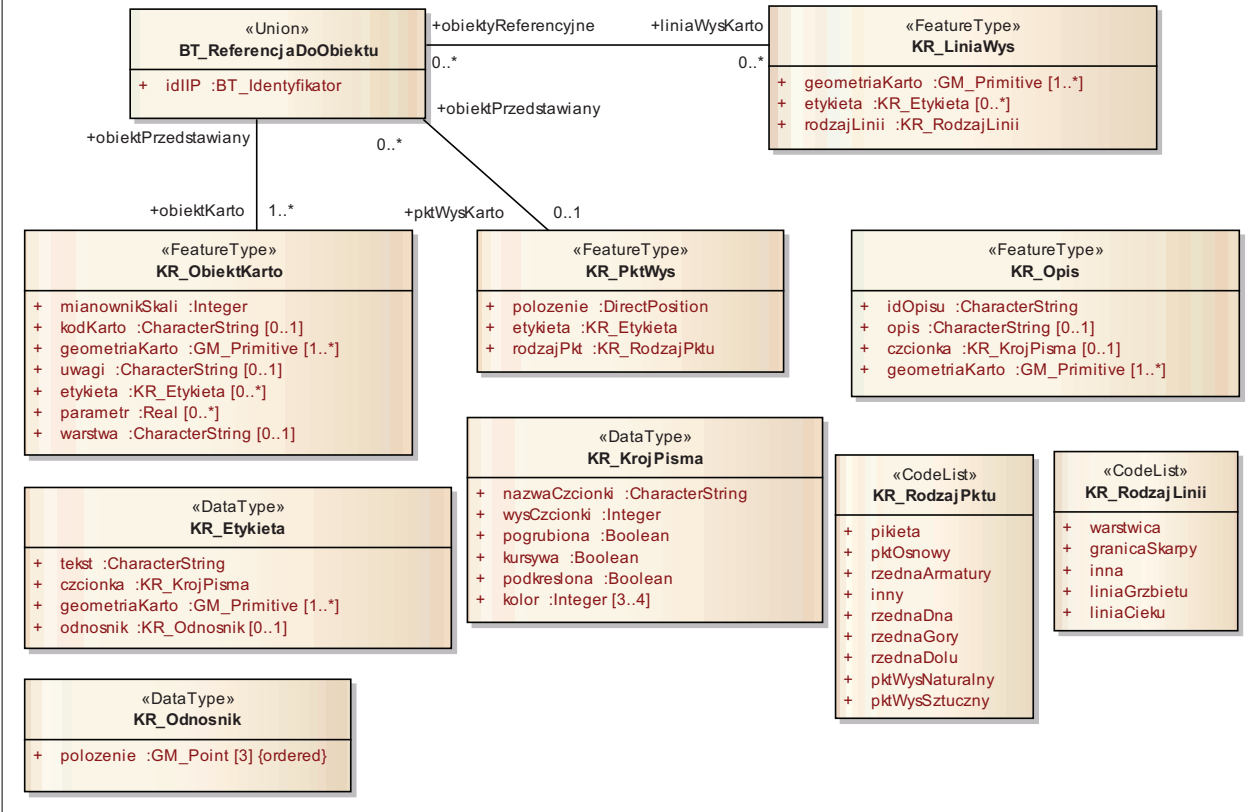 «Union»
BT_ReferencjaDoObiektu
+ idIIP :BT_Identyfikator
+obiektyReferencyjne
0..*
+liniaWysKarto
0..*
«FeatureType»
KR_LiniaWys
+ geometriaKarto :GM_Primitive [1..*]
+ etykieta :KR_Etykieta [0..*]
+ rodzajLinii :KR_RodzajLinii
+obiektPrzedstawiany
+obiektKarto
1..*
+obiektPrzedstawiany
0..*
+pktWysKarto
0..1
«FeatureType»
KR_ObiektKarto
+ mianownikSkali :Integer
+ kodKarto :CharacterString [0..1]
+ geometriaKarto :GM_Primitive [1..*]
+ uwagi :CharacterString [0..1]
+ etykieta :KR_Etykieta [0..*]
+ parametr :Real [0..*]
+ warstwa :CharacterString [0..1]
«FeatureType»
KR_PktWys
+ polozenie :DirectPosition
+ etykieta :KR_Etykieta
+ rodzajPkt :KR_RodzajPktu
«FeatureType»
KR_Opis
+ idOpisu :CharacterString
+ opis :CharacterString [0..1]
+ czcionka :KR_KrojPisma [0..1]
+ geometriaKarto :GM_Primitive [1..*]
«DataType»
KR_Etykieta
+ tekst :CharacterString
+ czcionka :KR_KrojPisma
+ geometriaKarto :GM_Primitive [1..*]
+ odnosnik :KR_Odnosnik [0..1]
«DataType»
KR_KrojPisma
+ nazwaCzcionki :CharacterString
+ wysCzcionki :Integer
+ pogrubiona :Boolean
+ kursywa :Boolean
+ podkreslona :Boolean
+ kolor :Integer [3..4]
«CodeList»
KR_RodzajPktu
+ pikieta
+ pktOsnowy
+ rzednaArmatury
+ inny
+ rzednaDna
+ rzednaGory
+ rzednaDolu
+ pktWysNaturalny
+ pktWysSztuczny
«CodeList»
KR_RodzajLinii
+ warstwica
+ granicaSkarpy
+ inna
+ liniaGrzbietu
+ liniaCieku
«DataType»
KR_Odnosnik
+ polozenie :GM_Point [3] {ordered}